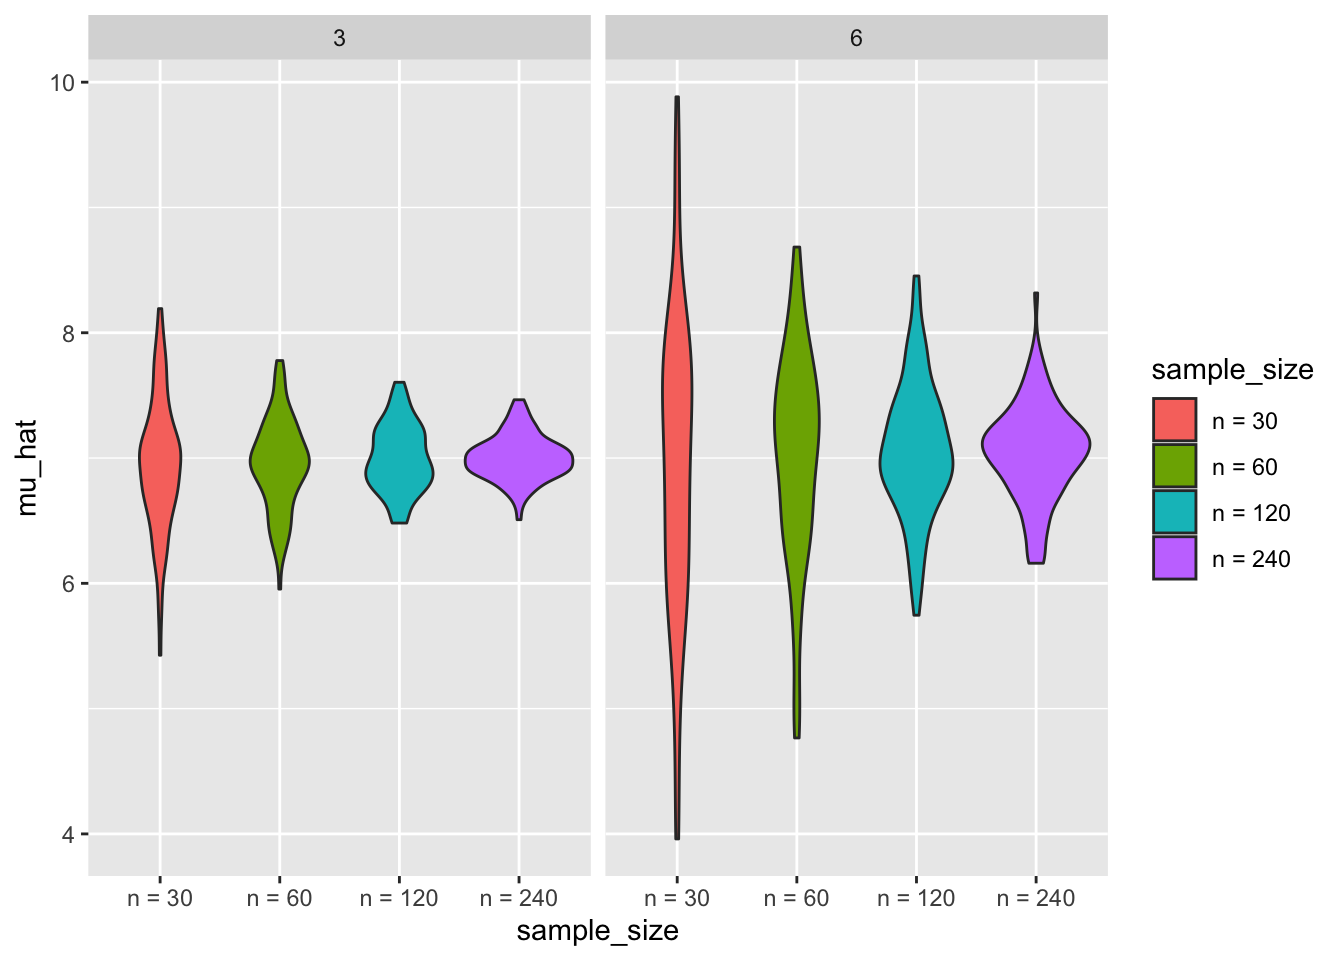 3
6
10
8
6
4
mu_hat
n = 30
n = 60
n = 120
n = 240
n = 30
n = 60
n = 120
n = 240
sample_size
sample_size
n = 30
n = 60
n = 120
n = 240